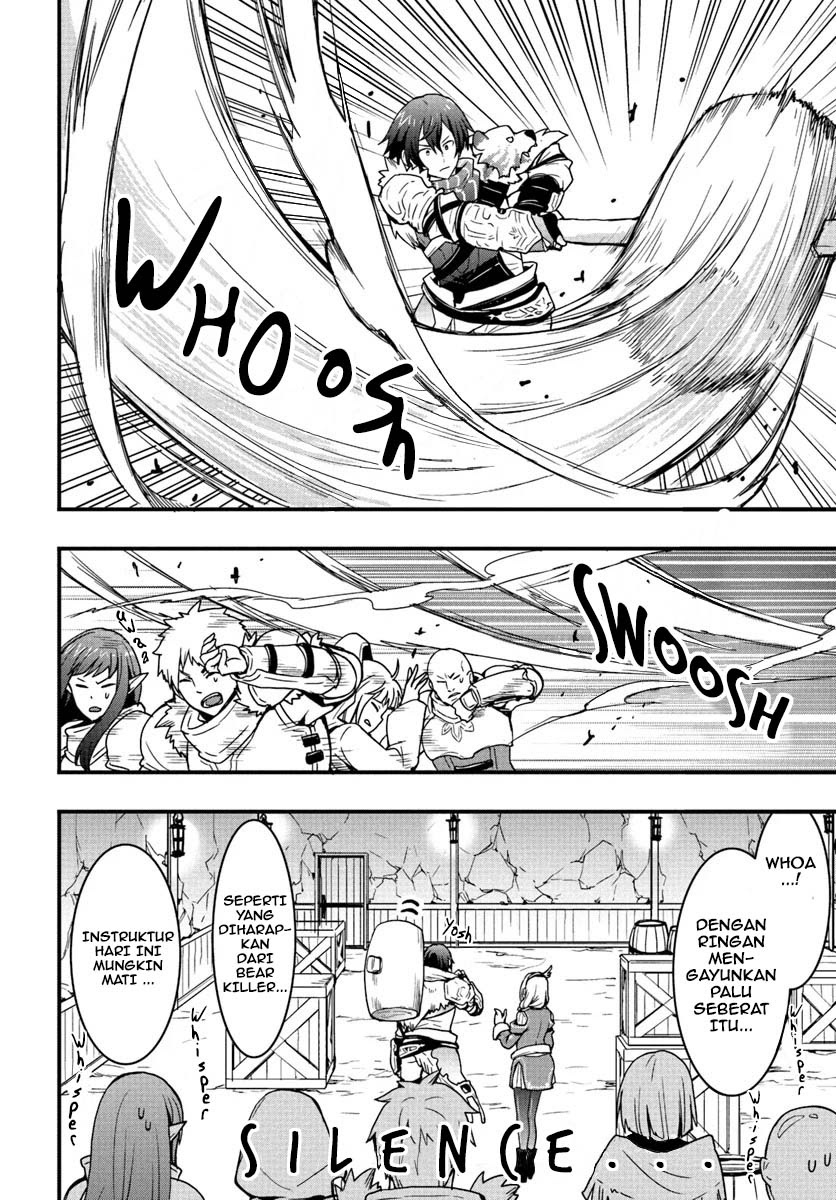 WHOOSH
SWOOSH
uwaa
WHOA
...!
DENGAN
RINGAN
MEN-
GAYUNKAN
PALU
SEBERAT
ITU...
Yosh
SEPERTI
YANG
DIHARAP-
KAN
DARI
BEAR
KILLER...
INSTRUKTUR
HARI INI
MUNGKIN
MATI ...
Whisper
Whisper
Whisper
Whisper
SILENCE...